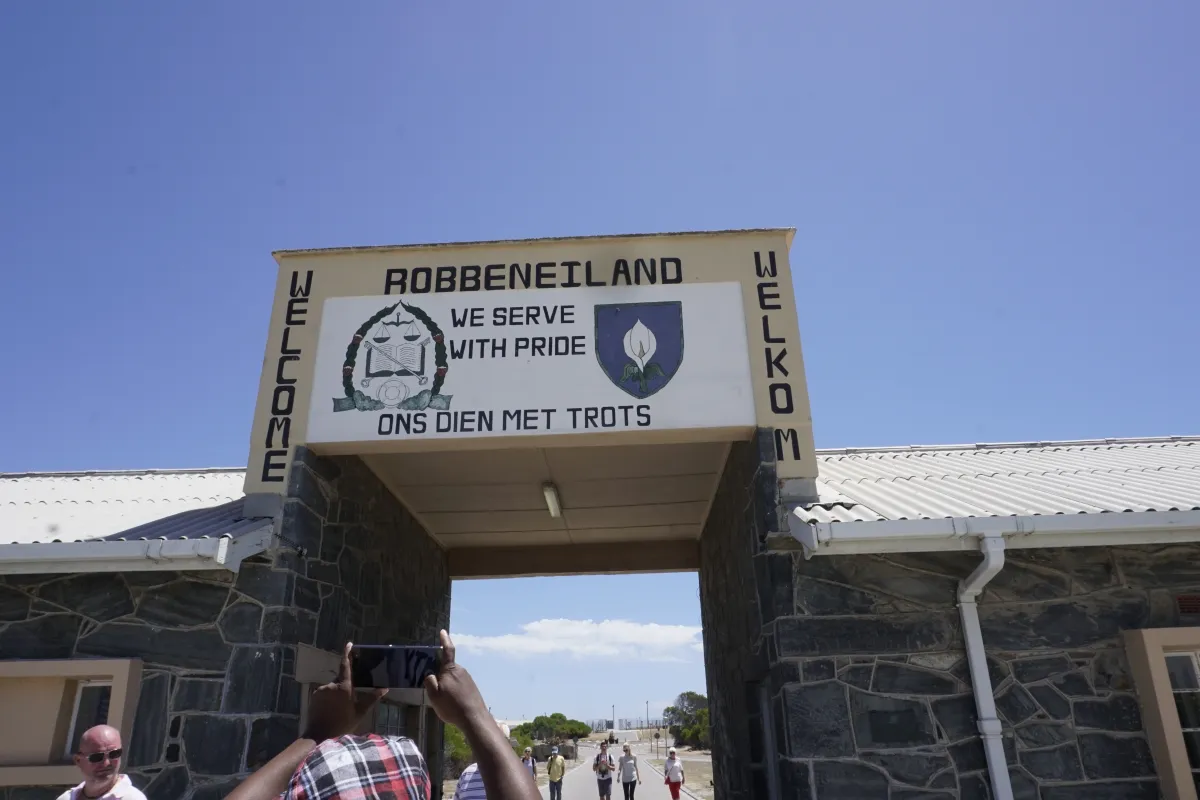 ROBBENEILAND
WELCOME
WE SERVE
WITH PRIDE
ONS DIEN MET TROTS
WELKOM